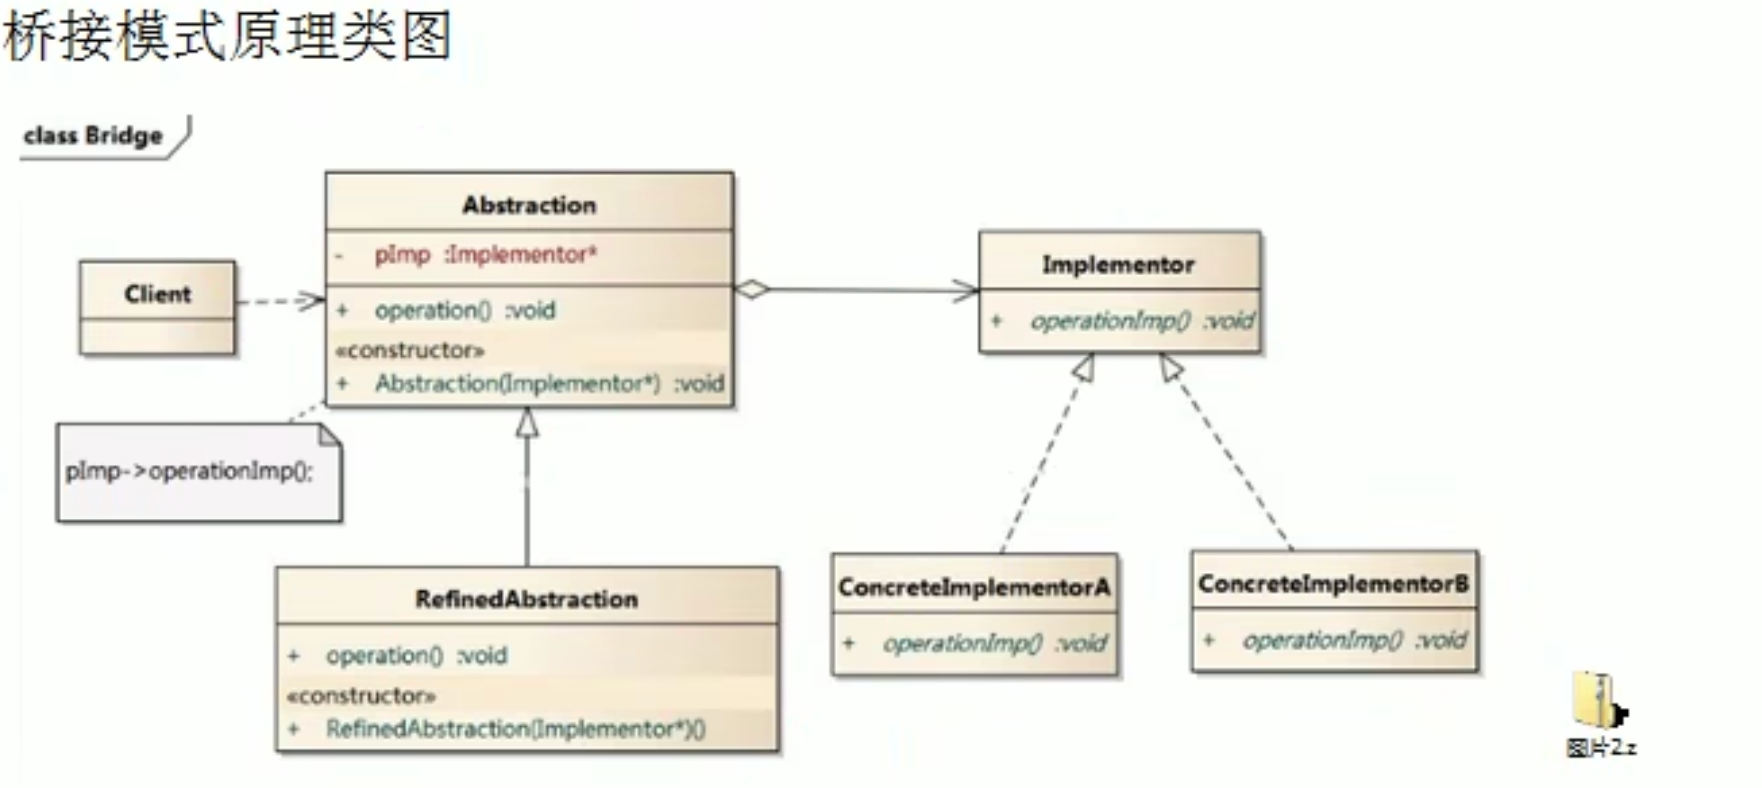 桥接模式原理类图
class Bridge
Abstraction
- pImp :Implementor*
+ operation() :void
«constructor»
+ Abstraction(Implementor*) :void
Client
Implementor
+ operationImp() :void
pImp->operationImp();
RefinedAbstraction
+ operation() :void
«constructor»
+ RefinedAbstraction(Implementor*)()
ConcreteImplementorA
+ operationImp() :void
ConcreteImplementorB
+ operationImp() :void
图片2.z